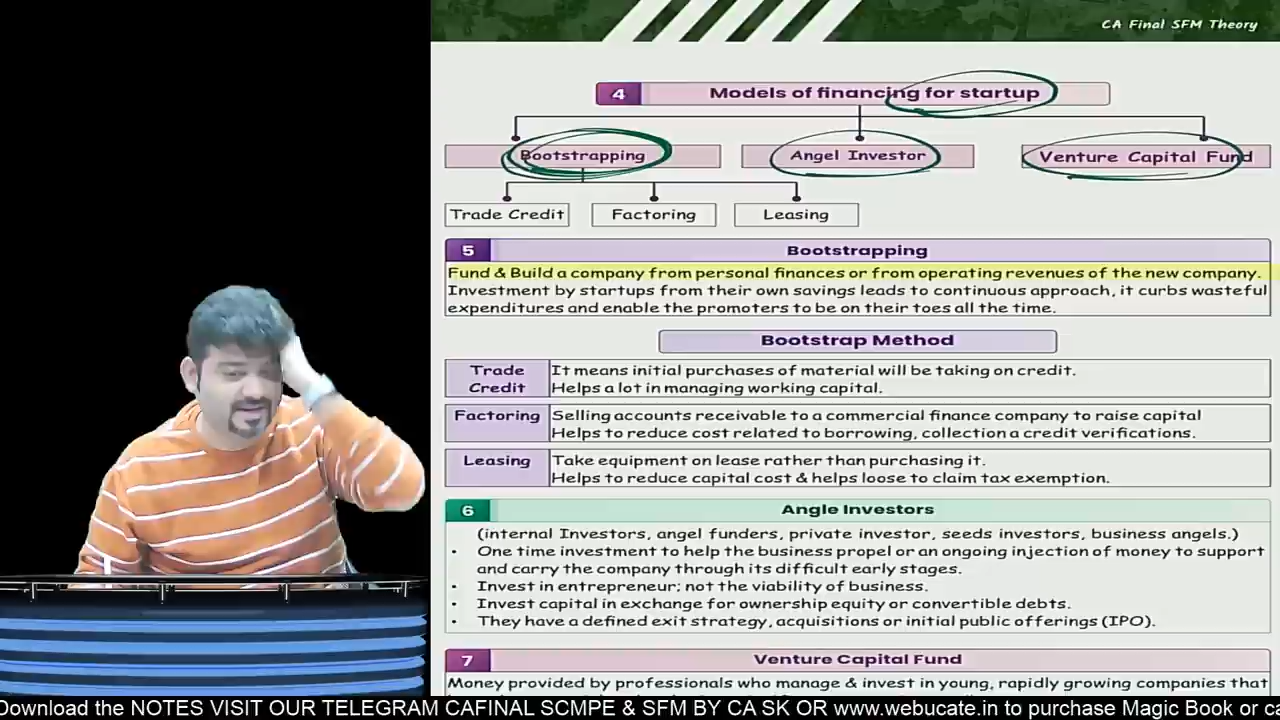 CA Final SFM Theory
4 Models of financing for startup
Bootstrapping
Angel Investor
Venture Capital Fund
Trade Credit
Factoring
Leasing
5 Bootstrapping
Fund & Build a company from personal finances or from operating revenues of the new company.
Investment by startups from their own savings leads to continuous approach, it curbs wasteful
expenditures and enable the promoters to be on their toes all the time.
Bootstrap Method
Trade Credit
It means initial purchases of material will be taking on credit.
Helps a lot in managing working capital.
Factoring
Selling accounts receivable to a commercial finance company to raise capital
Helps to reduce cost related to borrowing, collection a credit verifications.
Leasing
Take equipment on lease rather than purchasing it.
Helps to reduce capital cost & helps loose to claim tax exemption.
6 Angle Investors
(internal Investors, angel funders, private investor, seeds investors, business angels.)
• One time investment to help the business propel or an ongoing injection of money to support
and carry the company through its difficult early stages.
• Invest in entrepreneur; not the viability of business.
• Invest capital in exchange for ownership equity or convertible debts.
• They have a defined exit strategy, acquisitions or initial public offerings (IPO).
7 Venture Capital Fund
Money provided by professionals who manage & invest in young, rapidly growing companies that
Download the NOTES VISIT OUR TELEGRAM CAFINAL SCMPE & SFM BY CA SK OR www.webucate.in to purchase Magic Book or ca